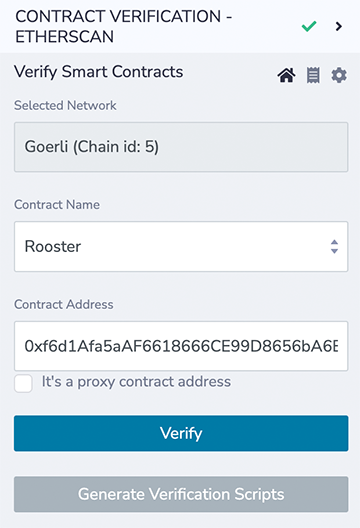 CONTRACT VERIFICATION -
ETHERSCAN
Verify Smart Contracts
Selected Network
Goerli (Chain id: 5)
Contract Name
Rooster
Contract Address
0xf6d1Afa5aAF6618666CE99D8656bA6E
It's a proxy contract address
Verify
Generate Verification Scripts